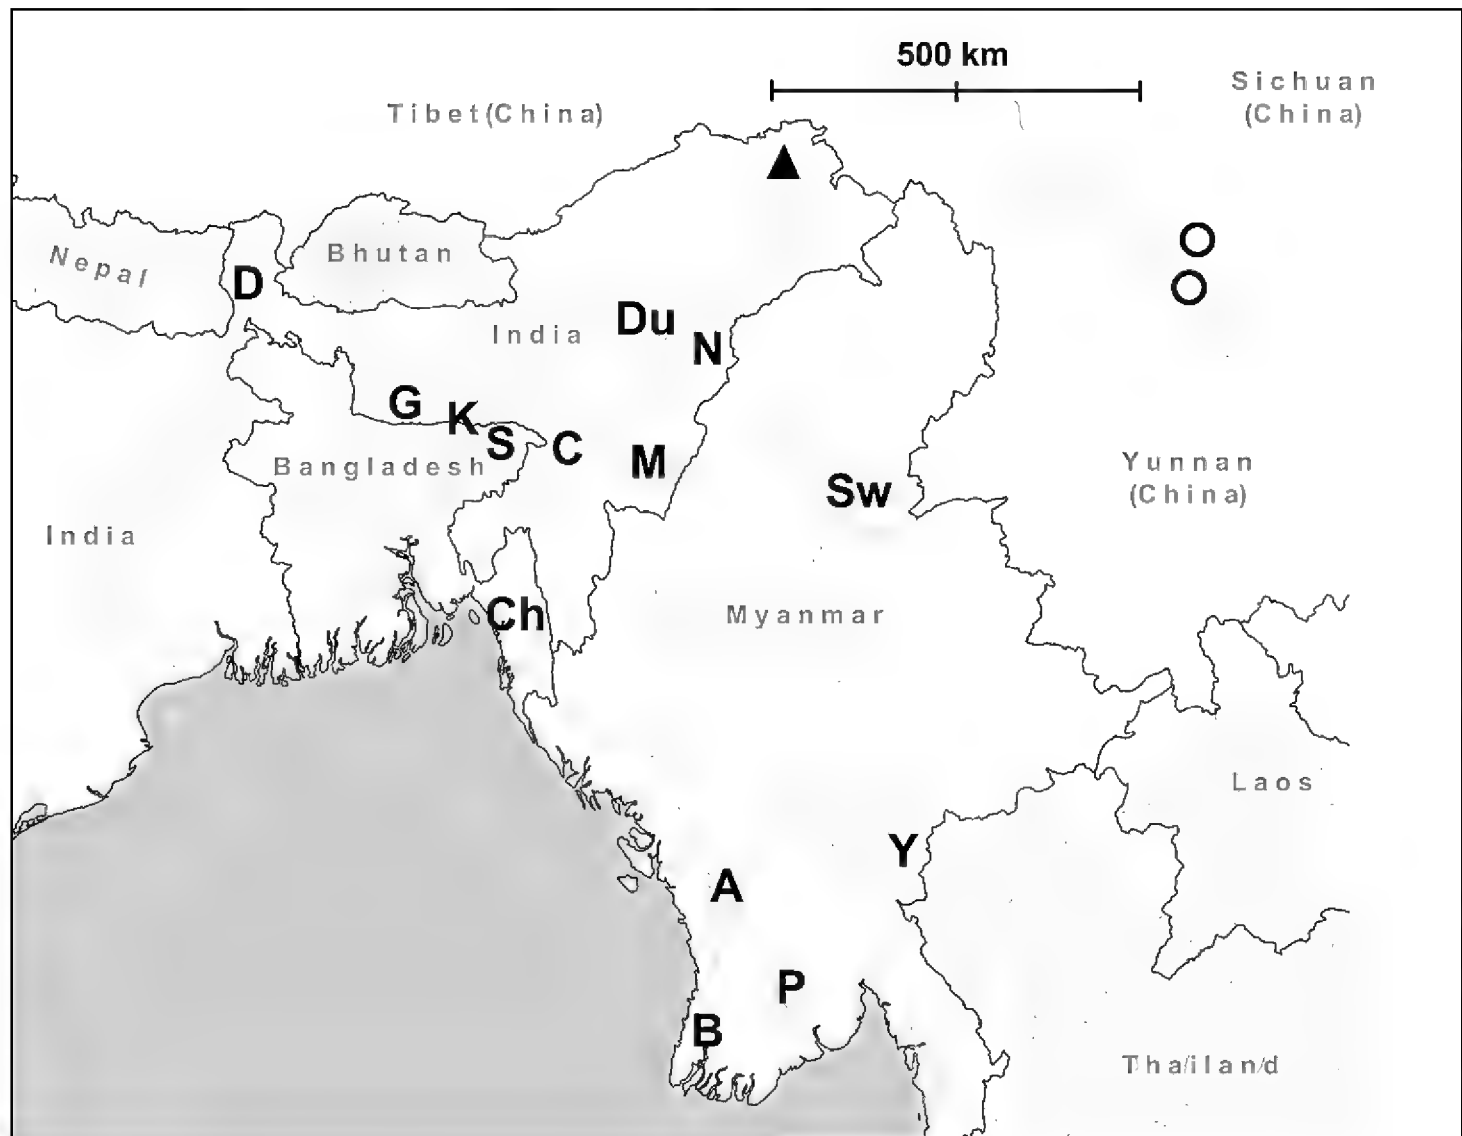 500 km
Sichuan
(China)
Tibet (China)
Nepal
Bhutan
D
India
Du
N
G
K
S
C
M
Bangladesh
Yunnan
(China)
Sw
India
Ch
Myanmar
Laos
Y
A
P
B
Thailand